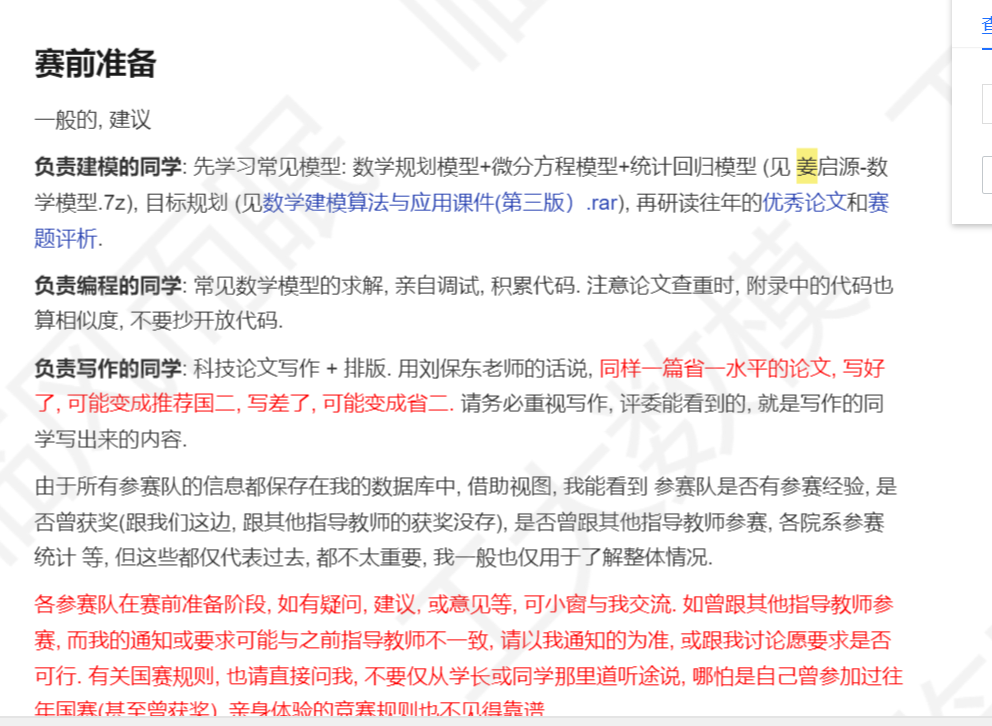 赛前准备
一般的, 建议
负责建模的同学: 先学习常见模型: 数学规划模型+微分方程模型+统计回归模型 (见 姜启源-数
学模型.7z), 目标规划 (见数学建模算法与应用课件(第三版）.rar), 再研读往年的优秀论文和赛
题评析.
负责编程的同学: 常见数学模型的求解, 亲自调试, 积累代码. 注意论文查重时, 附录中的代码也
算相似度, 不要抄开放代码.
负责写作的同学: 科技论文写作 + 排版. 用刘保东老师的话说, 同样一篇省一水平的论文, 写好
了, 可能变成推荐国二, 写差了, 可能变成省二. 请务必重视写作, 评委能看到的, 就是写作的同
学写出来的内容.
由于所有参赛队的信息都保存在我的数据库中, 借助视图, 我能看到 参赛队是否有参赛经验, 是
否曾获奖(跟我们这边, 跟其他指导教师的获奖没存), 是否曾跟其他指导教师参赛, 各院系参赛
统计 等, 但这些都仅代表过去, 都不太重要, 我一般也仅用于了解整体情况.
各参赛队在赛前准备阶段, 如有疑问, 建议, 或意见等, 可小窗与我交流. 如曾跟其他指导教师参
赛, 而我的通知或要求可能与之前指导教师不一致, 请以我通知的为准, 或跟我讨论愿要求是否
可行. 有关国赛规则, 也请直接问我, 不要仅从学长或同学那里道听途说, 哪怕是自己曾参加过往
年国赛(甚至曾获奖), 亲身体验的竞赛规则也不见得靠谱
工大数模